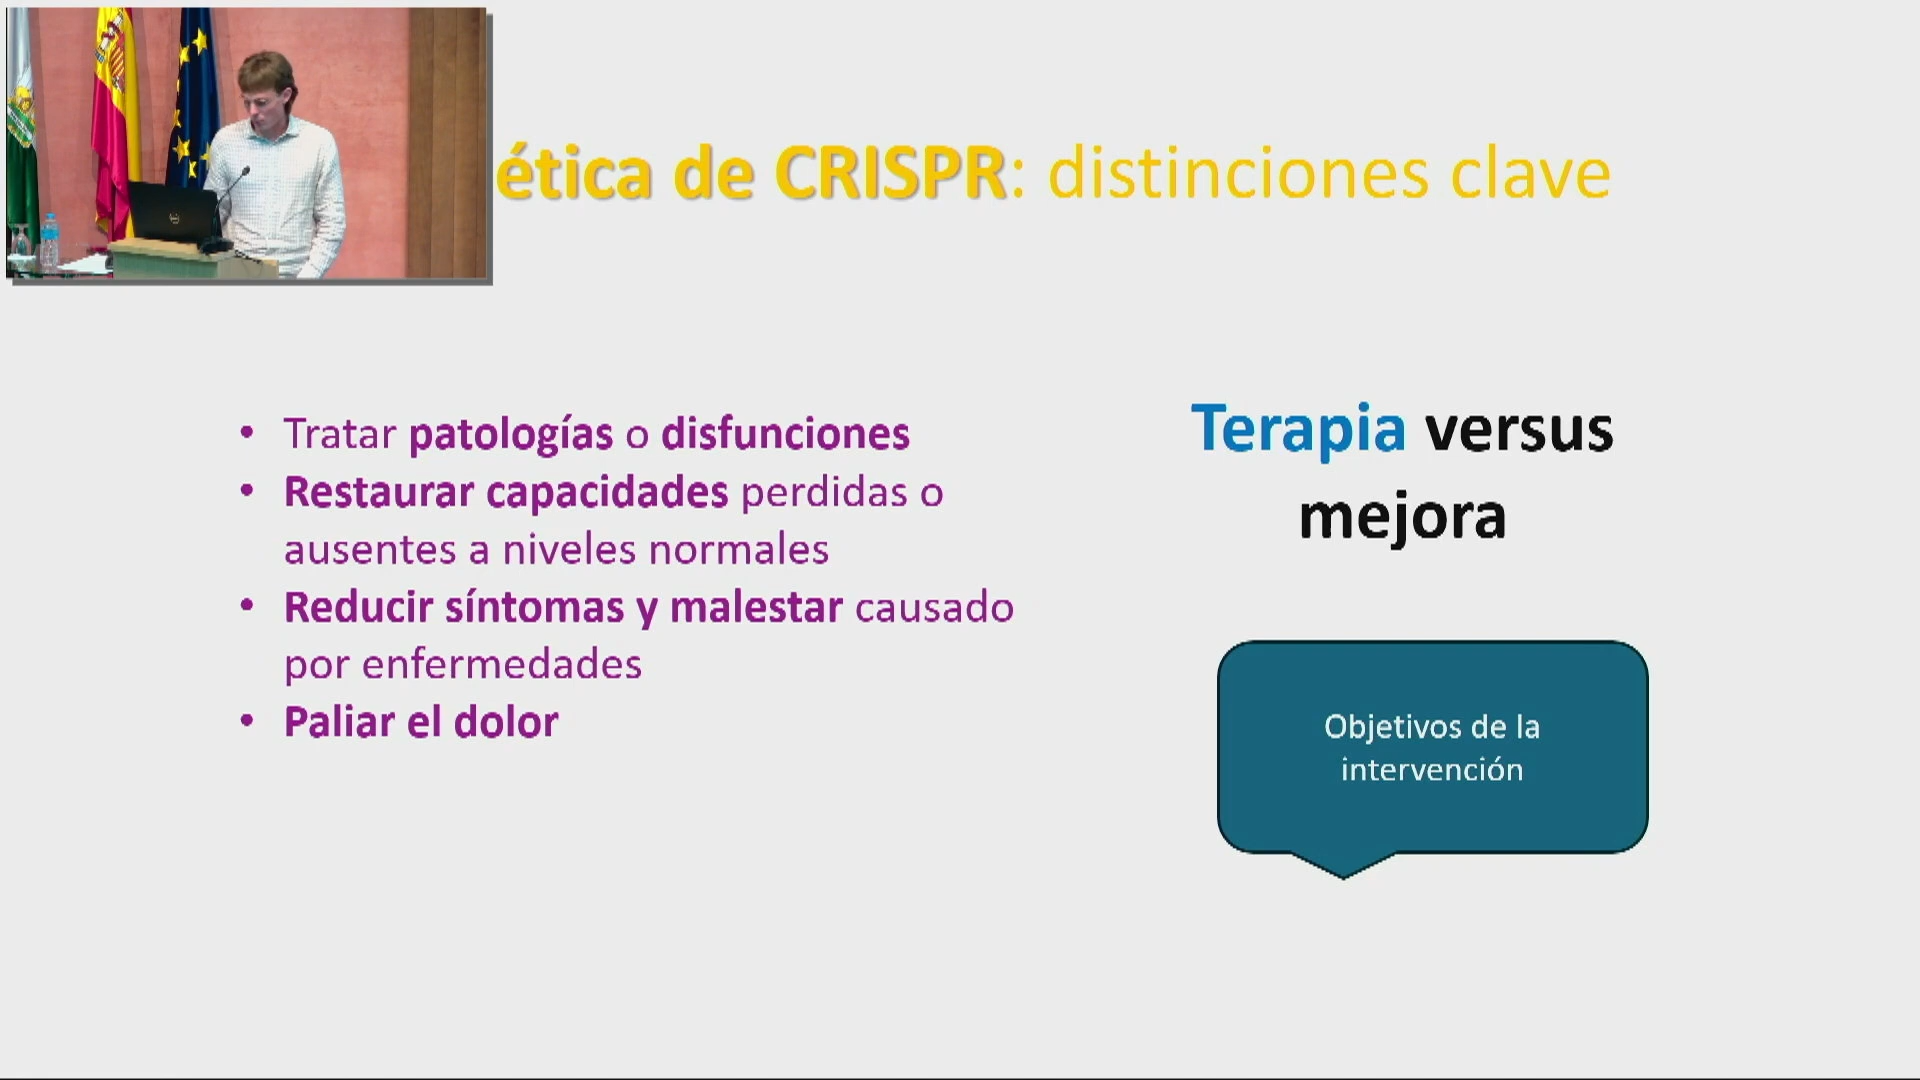 ética de CRISPR: distinciones clave
• Tratar patologías o disfunciones
• Restaurar capacidades perdidas o
ausentes a niveles normales
• Reducir síntomas y malestar causado
por enfermedades
• Paliar el dolor
Terapia versus
mejora
Objetivos de la
intervención